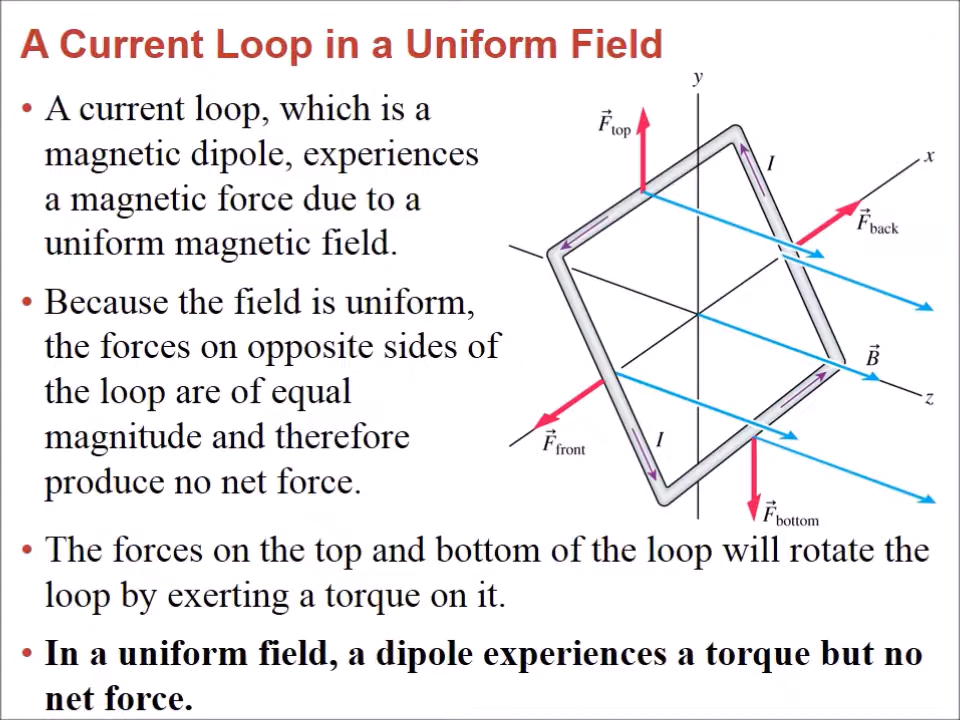 A Current Loop in a Uniform Field
• A current loop, which is a
magnetic dipole, experiences
a magnetic force due to a
uniform magnetic field.
• Because the field is uniform,
the forces on opposite sides of
the loop are of equal
magnitude and therefore
produce no net force.
• The forces on the top and bottom of the loop will rotate the
loop by exerting a torque on it.
• In a uniform field, a dipole experiences a torque but no
net force.
y
F⃗top
I
x
F⃗back
B⃗
z
I
F⃗front
F⃗bottom